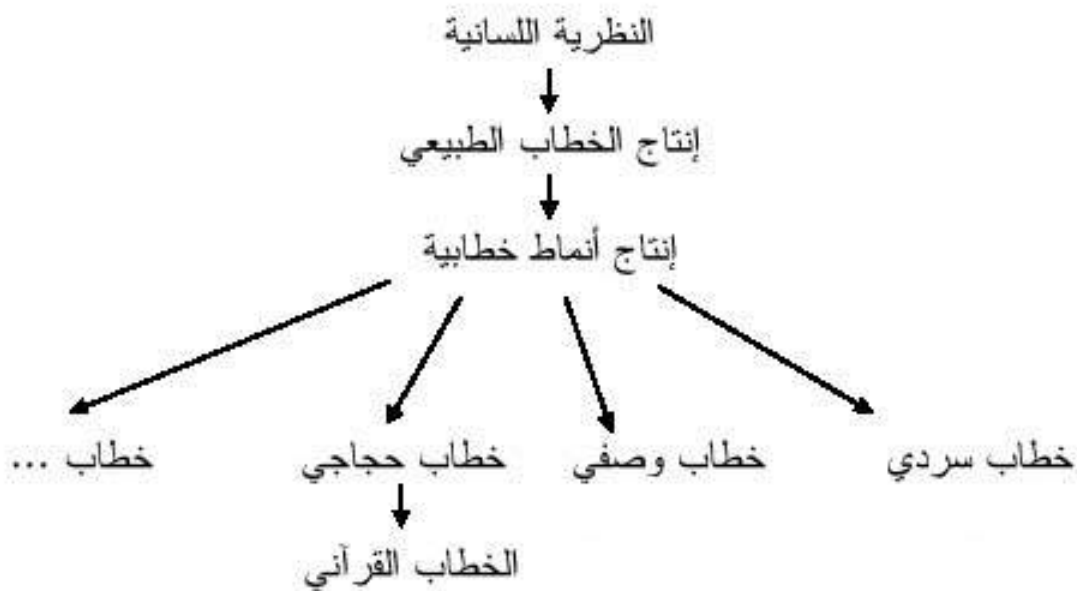 النظرية اللسانية
إنتاج الخطاب الطبيعي
إنتاج أنماط خطابية
خطاب سردي
خطاب وصفي
خطاب حجاجي
خطاب ...
الخطاب القرآني